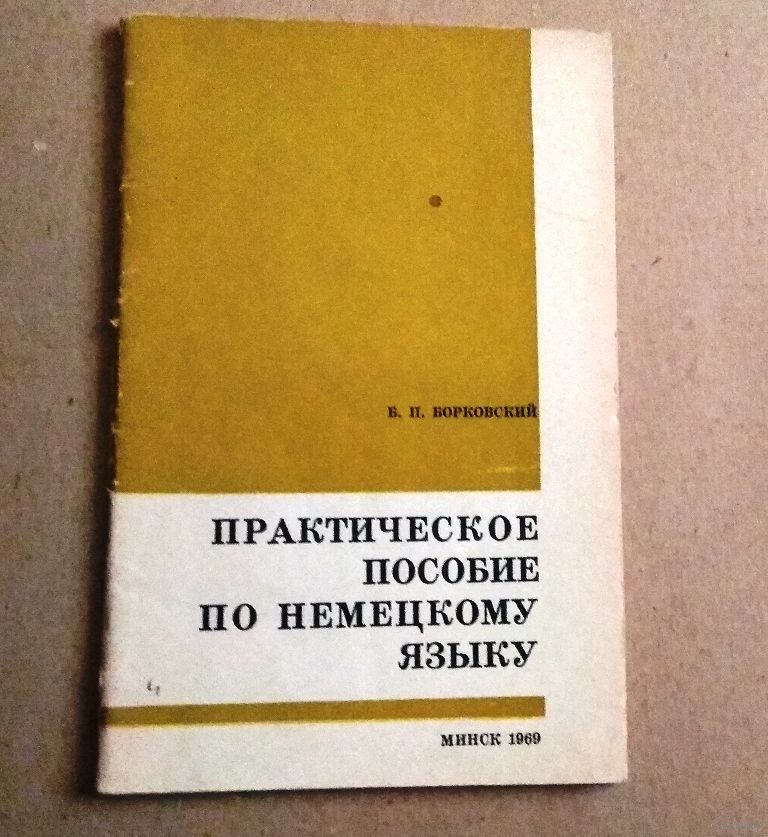 Б. П. БОРКОВСКИЙ
ПРАКТИЧЕСКОЕ
ПОСОБИЕ
ПО НЕМЕЦКОМУ
ЯЗЫКУ
МИНСК 1969